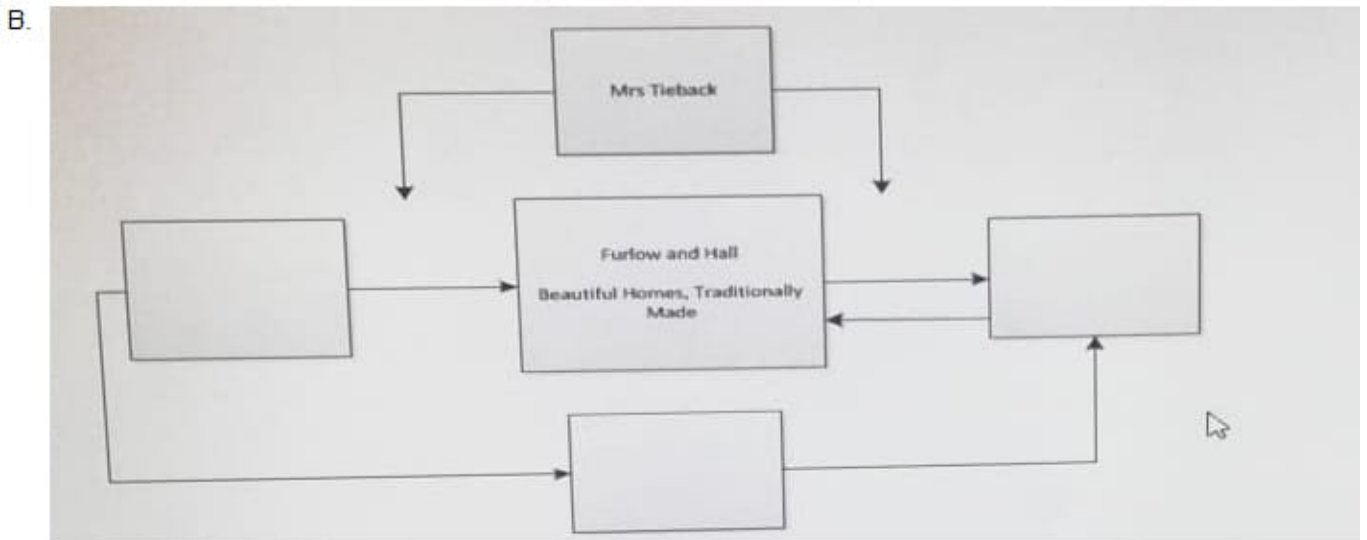 B.
Mrs Tieback
Furlow and Hall
Beautiful Homes, Traditionally
Made